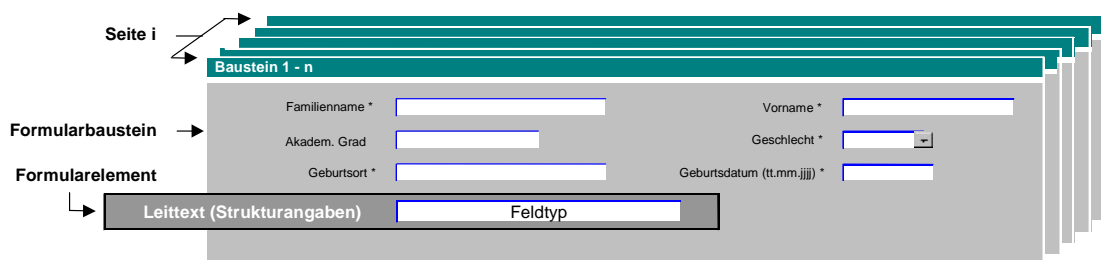 Seite i
Baustein 1 - n
Familienname *
Vorname *
Formularbaustein
Akadem. Grad
Geschlecht *
Geburtsort *
Geburtsdatum (tt.mm.jjjj) *
Formularelement
Leittext (Strukturangaben)
Feldtyp